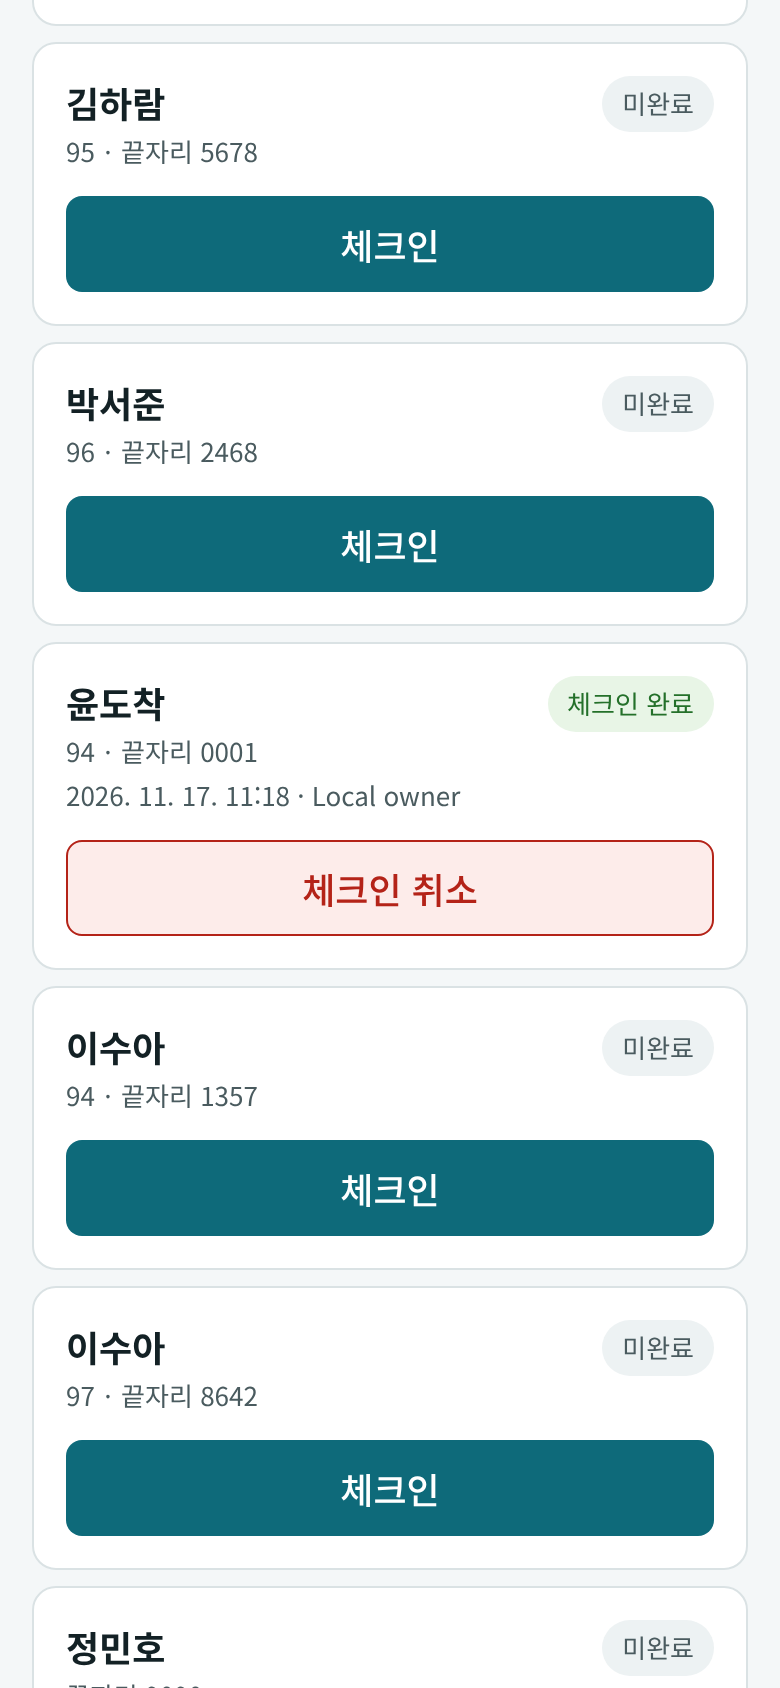 김하람
미완료
95 · 끝자리 5678
체크인
박서준
미완료
96 · 끝자리 2468
체크인
윤도착
체크인 완료
94 · 끝자리 0001
2026. 11. 17. 11:18 · Local owner
체크인 취소
이수아
미완료
94 · 끝자리 1357
체크인
이수아
미완료
97 · 끝자리 8642
체크인
정민호
미완료